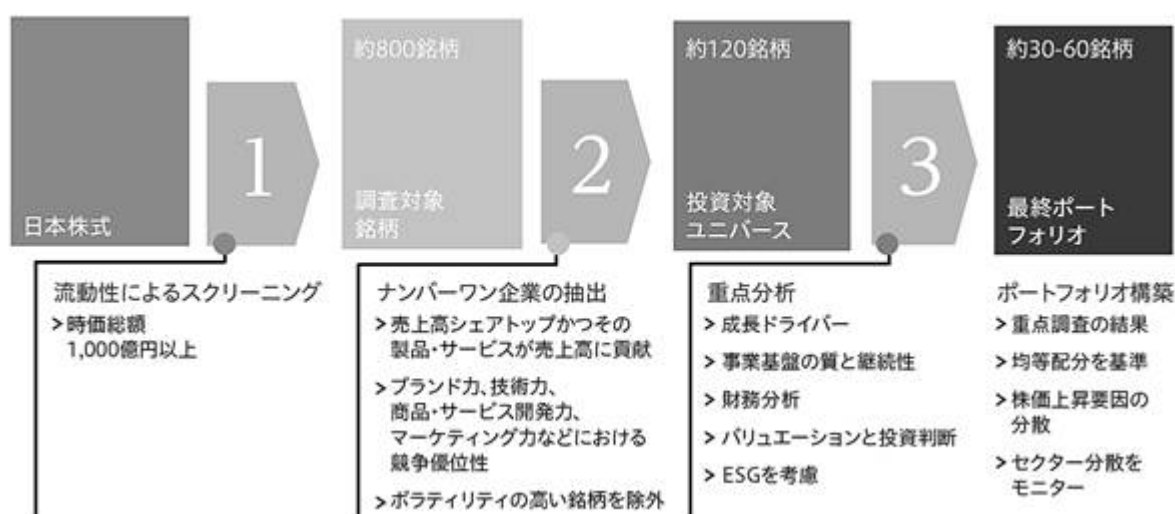 日本株式
1
約800銘柄
調査対象
銘柄
2
約120銘柄
投資対象
ユニバース
3
約30-60銘柄
最終ポート
フォリオ
流動性によるスクリーニング
> 時価総額
1,000億円以上
ナンバーワン企業の抽出
> 売上高シェアトップかつその
製品・サービスが売上高に貢献
> ブランド力、技術力、
商品・サービス開発力、
マーケティング力などにおける
競争優位性
> ボラティリティの高い銘柄を除外
重点分析
> 成長ドライバー
> 事業基盤の質と継続性
> 財務分析
> バリュエーションと投資判断
> ESGを考慮
ポートフォリオ構築
> 重点調査の結果
> 均等配分を基準
> 株価上昇要因の
分散
> セクター分散を
モニター